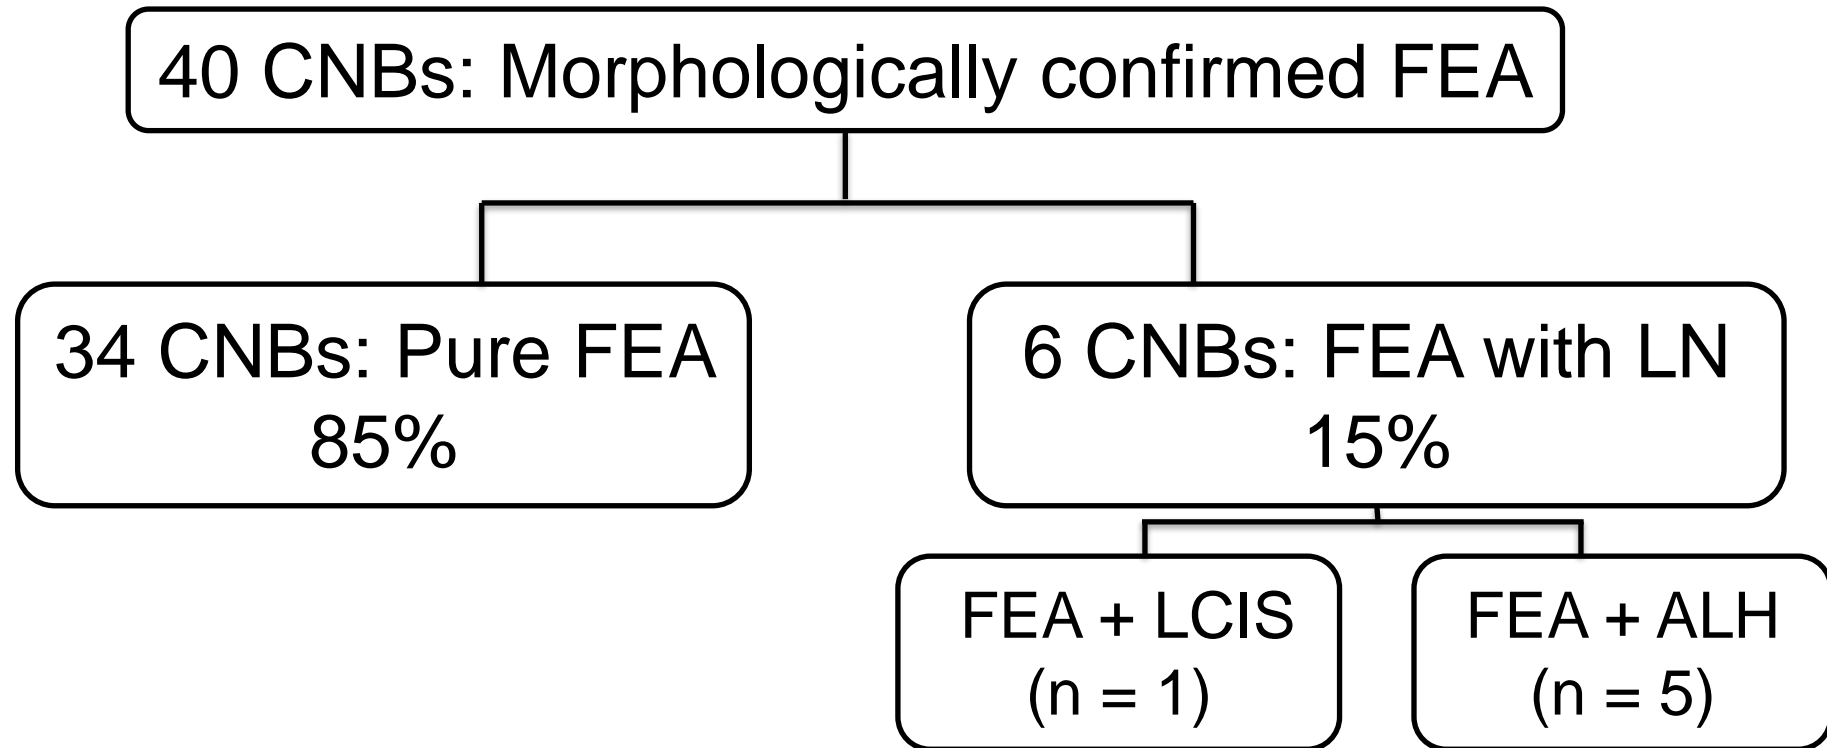 40 CNBs: Morphologically confirmed FEA
34 CNBs: Pure FEA
85%
6 CNBs: FEA with LN
15%
FEA + LCIS
(n = 1)
FEA + ALH
(n = 5)